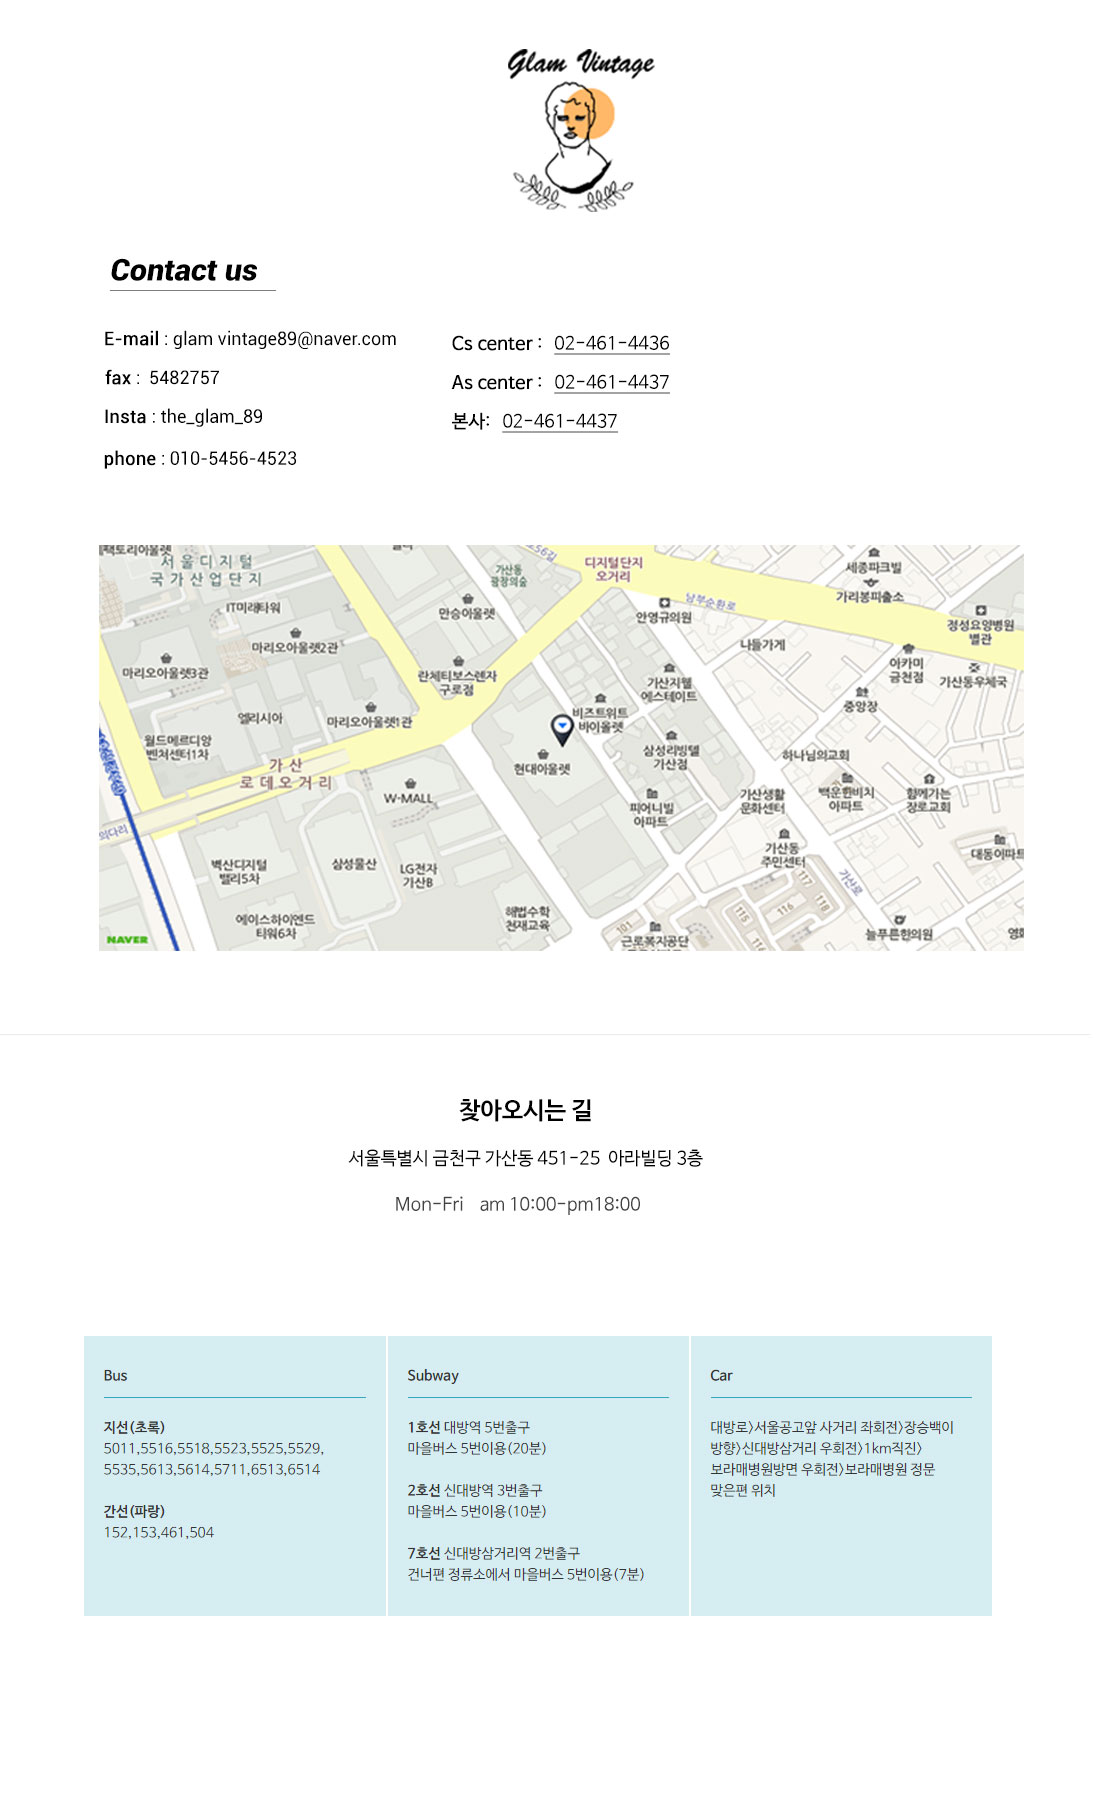 Glam Vintage
Contact us
E-mail : glam vintage89@naver.com
fax : 5482757
Insta : the_glam_89
phone : 010-5456-4523
Cs center : 02-461-4436
As center : 02-461-4437
본사: 02-461-4437
팩토리아울렛
서울디지털
국가산업단지
IT미래타워
마리오아울렛2관
마리오아울렛3관
엘리시아
마리오아울렛1관
월드메르디앙
벤처센터1차
가산
로데오거리
W-MALL
벽산디지털
밸리5차
삼성물산
LG전자
가산B
에이스하이엔드
티워6차
NAVER
가산동
광장의숲
만승아울렛
란체티보스렌자
구로점
디지털단지
오거리
안영규의원
남부순환로
나들가게
가산지웰
에스테이트
비즈트위트
바이올렛
현대아울렛
삼성리빙델
가산점
피어니빌
아파트
해법수학
천재교육
근로복지공단
101
세종파크빌
가리봉피출소
정성요양병원
별관
아카미
금천점
가산동우체국
중앙장
하나님의교회
가산생활
문화센터
백운한비치
아파트
함께가는
장로교회
가산동
주민센터
대동아파트
가산로
115
116
117
118
늘푸른한의원
찾아오시는 길
서울특별시 금천구 가산동 451-25 아라빌딩 3층
Mon-Fri am 10:00-pm18:00
Bus
지선(초록)
5011,5516,5518,5523,5525,5529,
5535,5613,5614,5711,6513,6514
간선(파랑)
152,153,461,504
Subway
1호선 대방역 5번출구
마을버스 5번이용(20분)
2호선 신대방역 3번출구
마을버스 5번이용(10분)
7호선 신대방삼거리역 2번출구
건너편 정류소에서 마을버스 5번이용(7분)
Car
대방로>서울공고앞 사거리 좌회전>장승백이
방향>신대방삼거리 우회전>1km직진>
보라매병원방면 우회전>보라매병원 정문
맞은편 위치